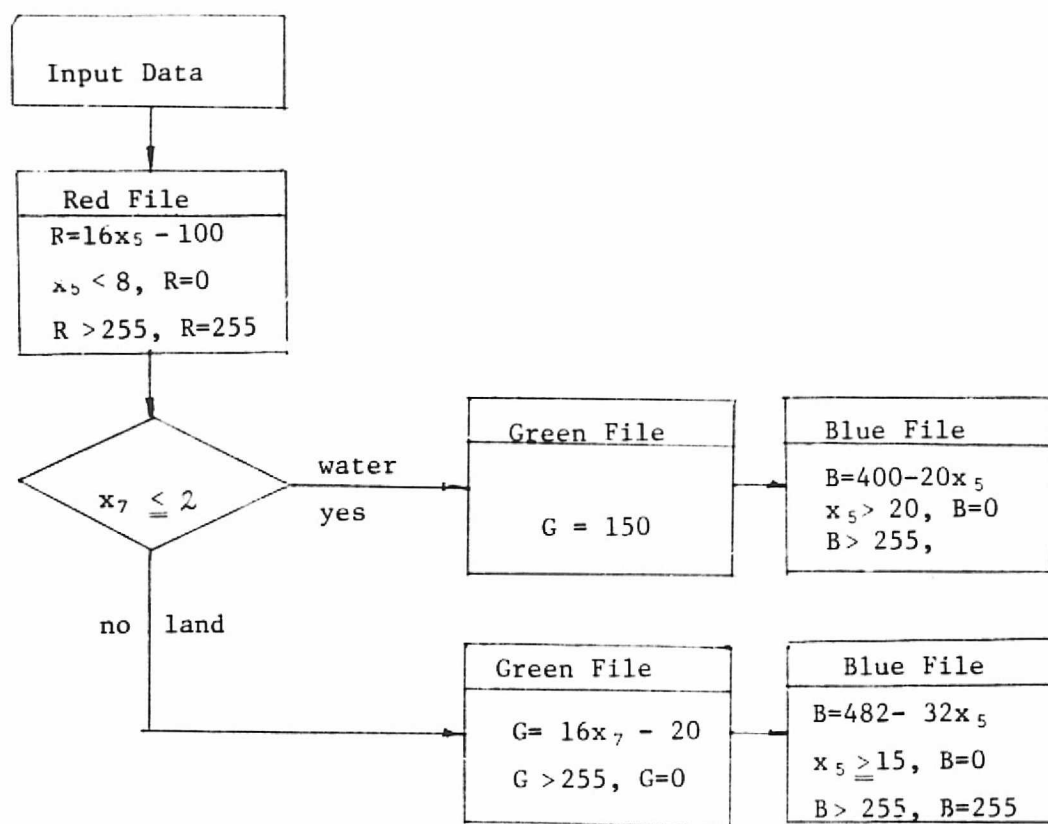 Input Data
Red File
R=16x₅ - 100
x₅ < 8, R=0
R > 255, R=255
x₇ ≦ 2
water
yes
Green File
G = 150
Blue File
B=400-20x₅
x₅ > 20, B=0
B> 255,
no land
Green File
G= 16x₇ - 20
G > 255, G=0
Blue File
B=482- 32x₅
x₅ ≧ 15, B=0
B> 255, B=255